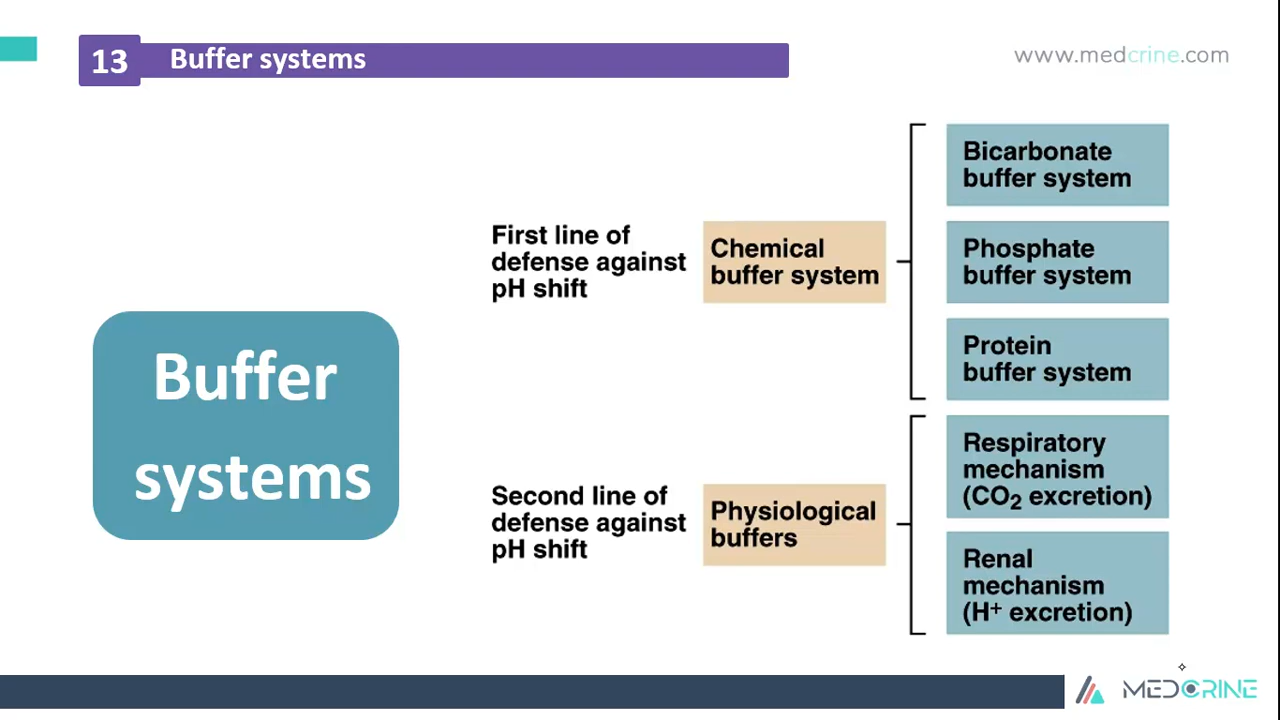 13
Buffer systems
www.medcrine.com
Buffer
systems
First line of
defense against
pH shift
Chemical
buffer system
Bicarbonate
buffer system
Phosphate
buffer system
Protein
buffer system
Second line of
defense against
pH shift
Physiological
buffers
Respiratory
mechanism
(CO₂ excretion)
Renal
mechanism
(H⁺ excretion)
MEDCRINE